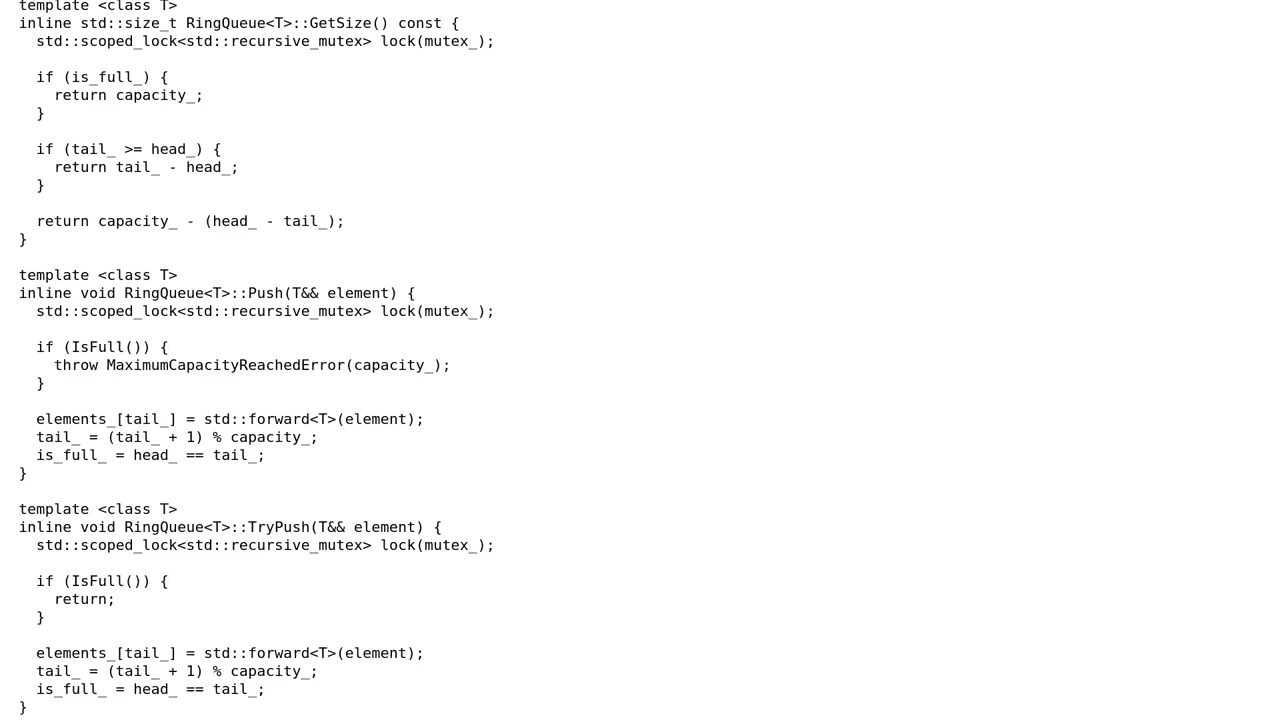 template <class T>
inline std::size_t RingQueue<T>::GetSize() const {
  std::scoped_lock<std::recursive_mutex> lock(mutex_);

  if (is_full_) {
    return capacity_;
  }

  if (tail_ >= head_) {
    return tail_ - head_;
  }

  return capacity_ - (head_ - tail_);
}

template <class T>
inline void RingQueue<T>::Push(T&& element) {
  std::scoped_lock<std::recursive_mutex> lock(mutex_);

  if (IsFull()) {
    throw MaximumCapacityReachedError(capacity_);
  }

  elements_[tail_] = std::forward<T>(element);
  tail_ = (tail_ + 1) % capacity_;
  is_full_ = head_ == tail_;
}

template <class T>
inline void RingQueue<T>::TryPush(T&& element) {
  std::scoped_lock<std::recursive_mutex> lock(mutex_);

  if (IsFull()) {
    return;
  }

  elements_[tail_] = std::forward<T>(element);
  tail_ = (tail_ + 1) % capacity_;
  is_full_ = head_ == tail_;
}